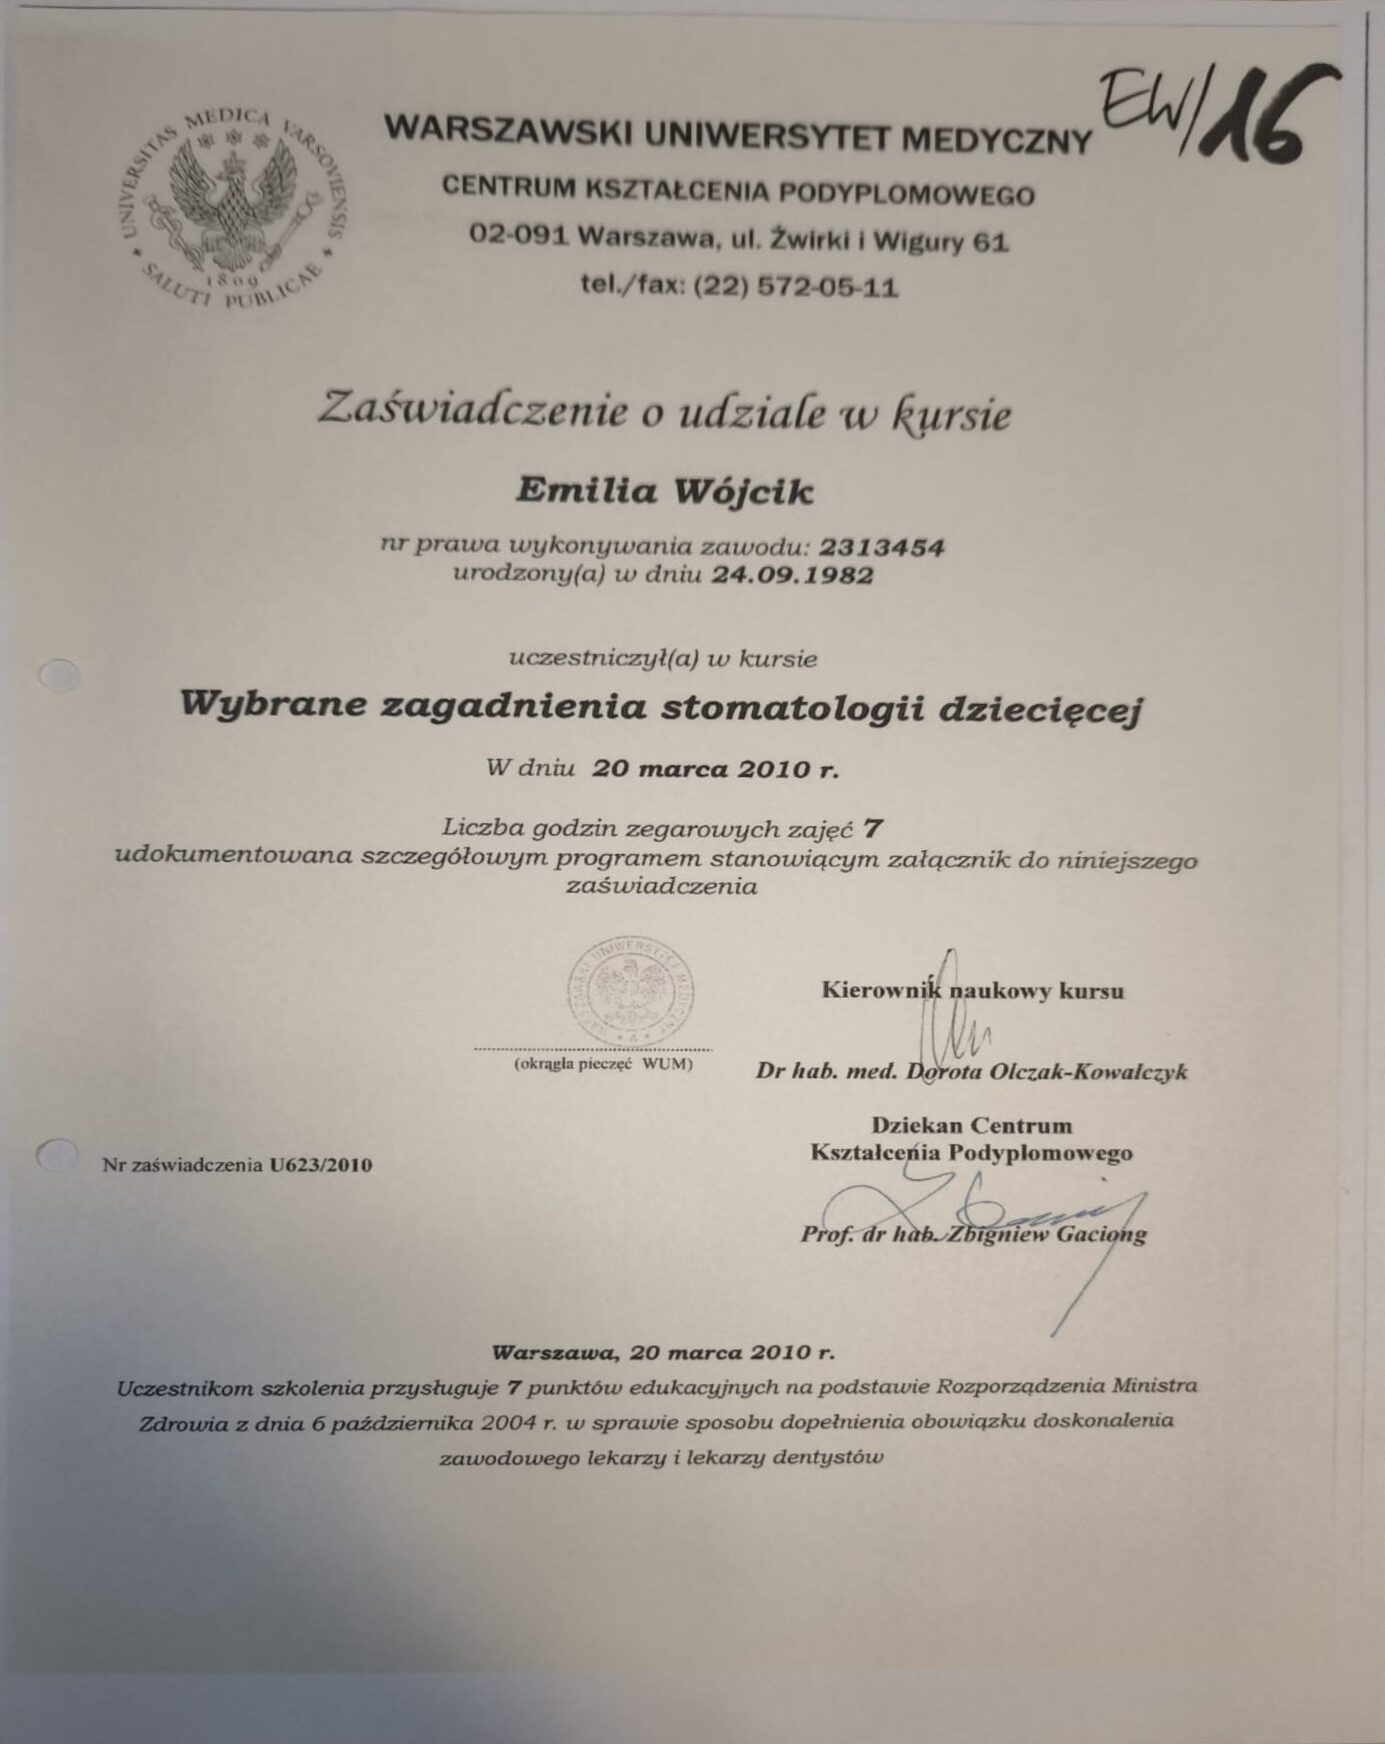 EW/16
UNIVERSITAS MEDICA VARSOVIENSIS
1809
SALUTI PUBLICAE
WARSZAWSKI UNIWERSYTET MEDYCZNY
CENTRUM KSZTAŁCENIA PODYPLOMOWEGO
02-091 Warszawa, ul. Żwirki i Wigury 61
tel./fax: (22) 572-05-11
Zaświadczenie o udziale w kursie
Emilia Wójcik
nr prawa wykonywania zawodu: 2313454
urodzony(a) w dniu 24.09.1982
uczestniczył(a) w kursie
Wybrane zagadnienia stomatologii dziecięcej
W dniu 20 marca 2010 r.
Liczba godzin zegarowych zajęć 7
udokumentowana szczegółowym programem stanowiącym załącznik do niniejszego
zaświadczenia
WARSZAWSKI UNIWERSYTET MEDYCZNY
(okrągła pieczęć WUM)
Kierownik naukowy kursu
Dr hab. med. Dorota Olczak-Kowalczyk
Dziekan Centrum
Kształcenia Podyplomowego
Nr zaświadczenia U623/2010
Prof. dr hab. Zbigniew Gaciong
Warszawa, 20 marca 2010 r.
Uczestnikom szkolenia przysługuje 7 punktów edukacyjnych na podstawie Rozporządzenia Ministra
Zdrowia z dnia 6 października 2004 r. w sprawie sposobu dopełnienia obowiązku doskonalenia
zawodowego lekarzy i lekarzy dentystów